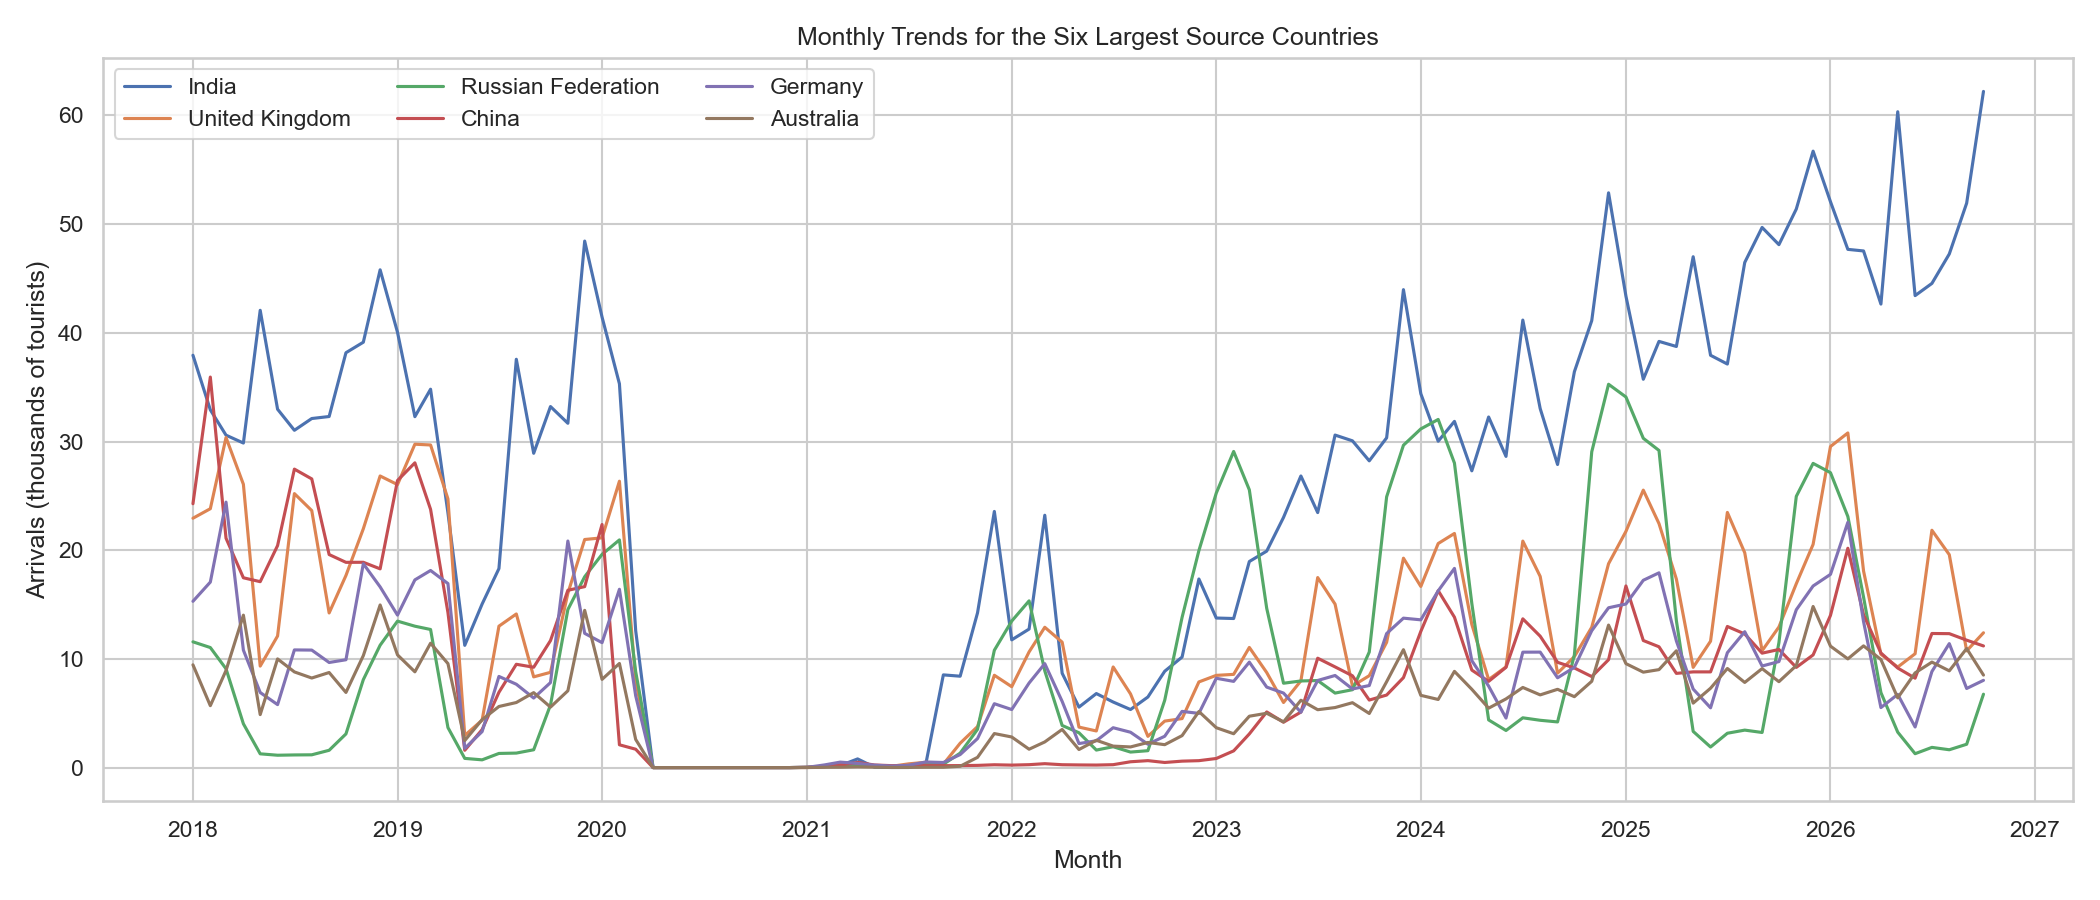 Monthly Trends for the Six Largest Source Countries
India
United Kingdom
Russian Federation
China
Germany
Australia
Arrivals (thousands of tourists)
60
50
40
30
20
10
0
2018 2019 2020 2021 2022 2023 2024 2025 2026 2027
Month